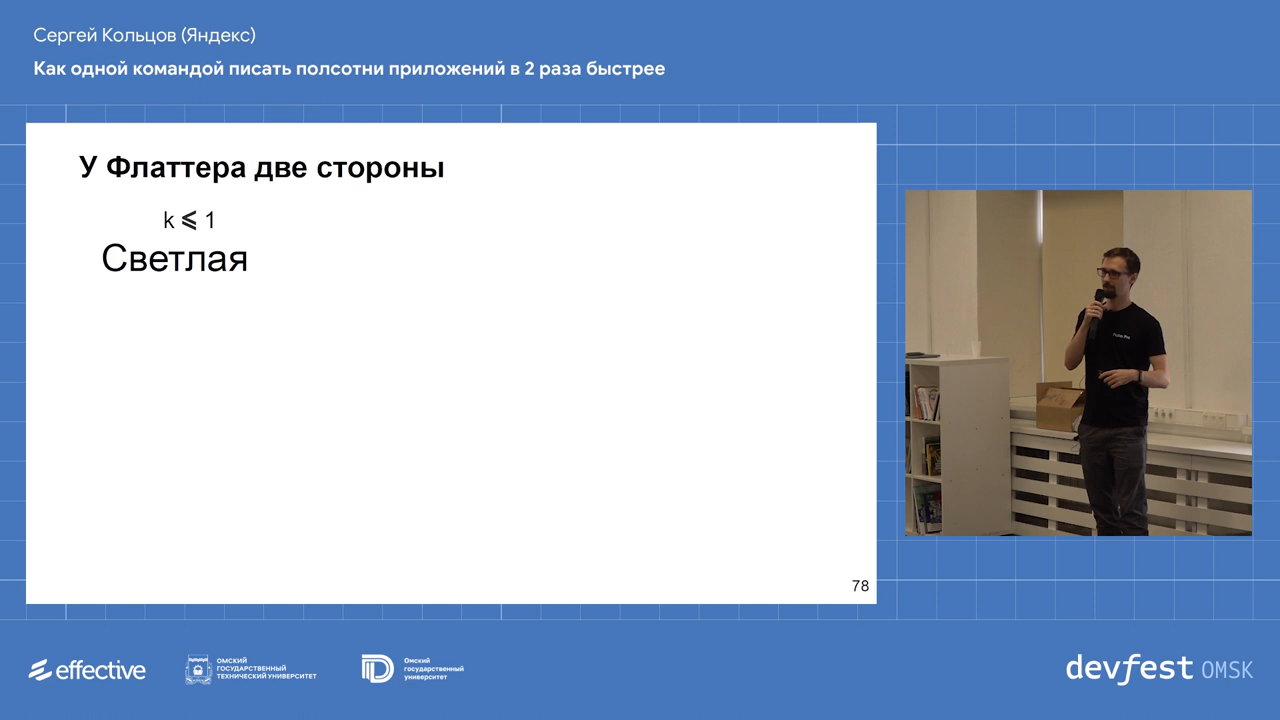 Сергей Кольцов (Яндекс)
Как одной командой писать полсотни приложений в 2 раза быстрее
У Флаттера две стороны
k ⩽ 1
Светлая
78
effective
ОМСКИЙ
ГОСУДАРСТВЕННЫЙ
ТЕХНИЧЕСКИЙ УНИВЕРСИТЕТ
Омский
государственный
университет
devfest OMSK